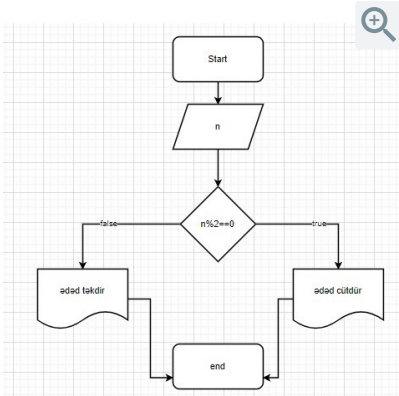 Start
n
n%2==0
false
true
ədəd təkdir
ədəd cütdür
end